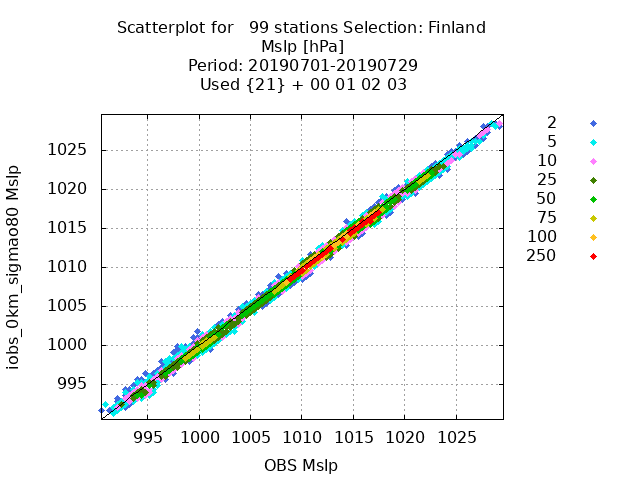 Scatterplot for   99 stations Selection: Finland
Mslp [hPa]
Period: 20190701-20190729
Used {21} + 00 01 02 03
iobs_0km_sigmao80 Mslp
1025
1020
1015
1010
1005
1000
995
995 1000 1005 1010 1015 1020 1025
OBS Mslp
2
5
10
25
50
75
100
250